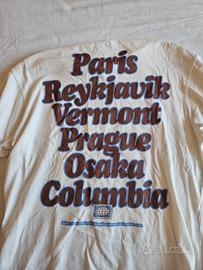 Paris
Reykjavik
Vermont
Prague
Osaka
Columbia